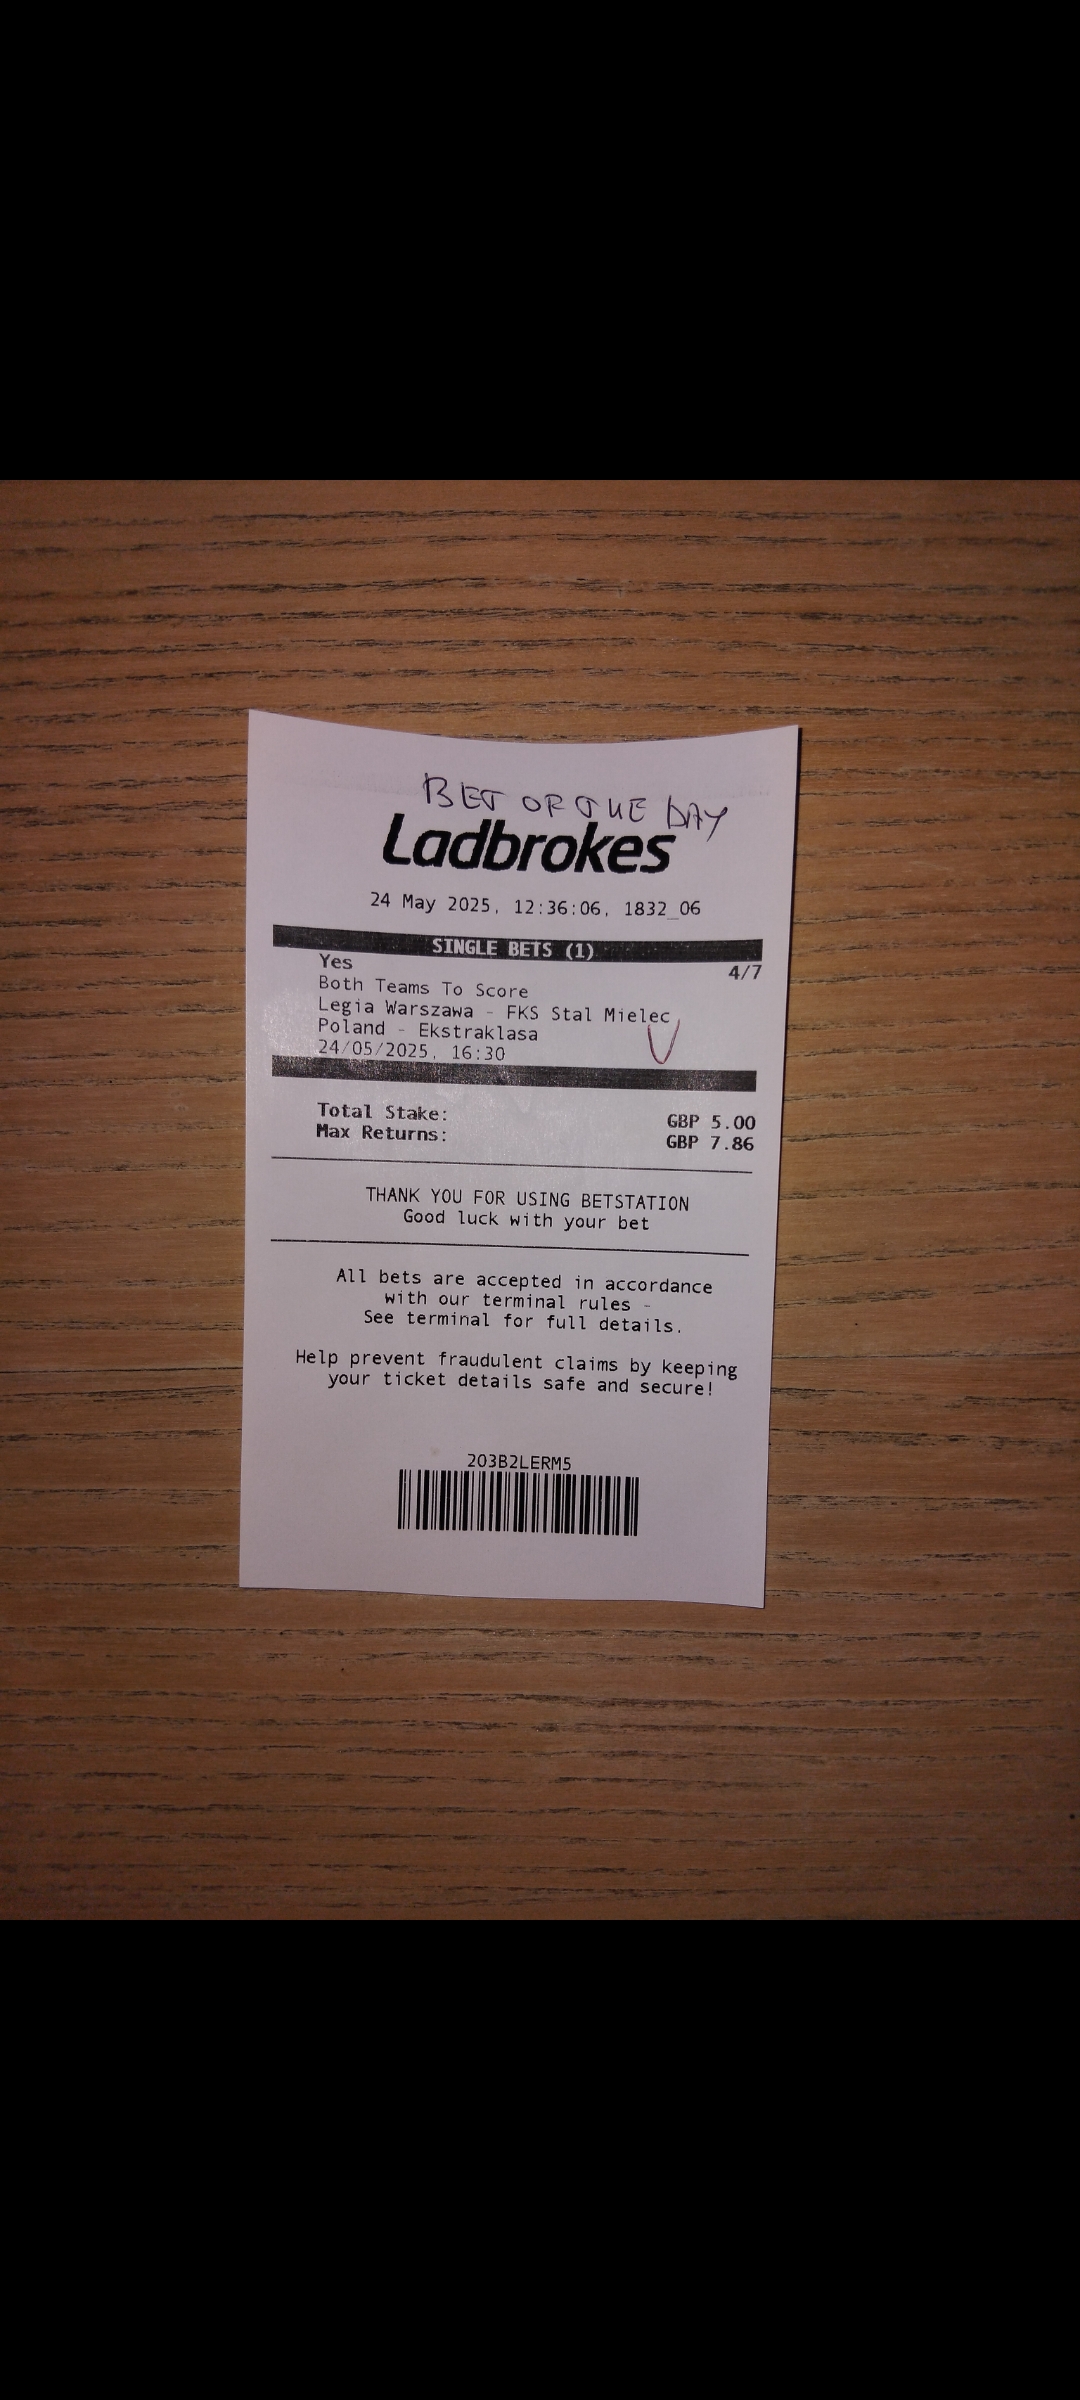 BET OF THE DAY
Ladbrokes
24 May 2025, 12:36:06, 1832_06
SINGLE BETS (1)
Yes 4/7
Both Teams To Score
Legia Warszawa - FKS Stal Mielec
Poland - Ekstraklasa
24/05/2025, 16:30
Total Stake: GBP 5.00
Max Returns: GBP 7.86
THANK YOU FOR USING BETSTATION
Good luck with your bet
All bets are accepted in accordance
with our terminal rules -
See terminal for full details.
Help prevent fraudulent claims by keeping
your ticket details safe and secure!
203B2LERM5